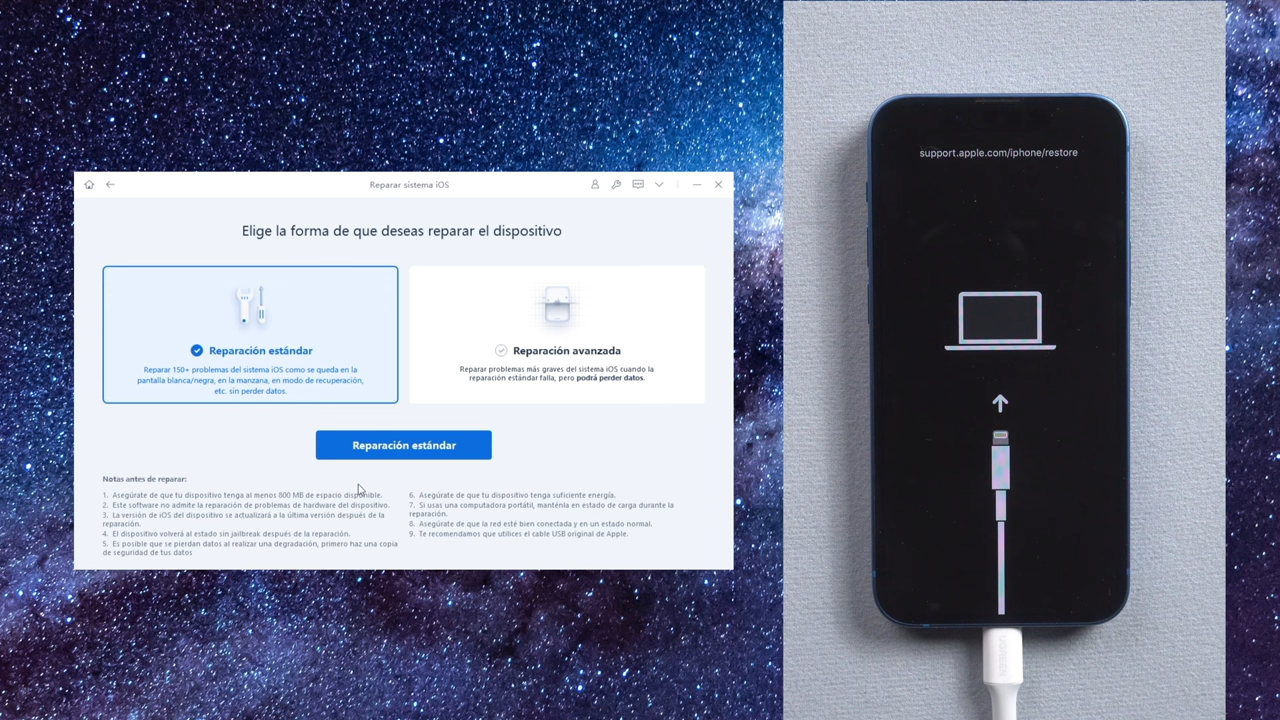 Reparar sistema iOS
Elige la forma de que deseas reparar el dispositivo
Reparación estándar
Reparar 150+ problemas del sistema iOS como se queda en la
pantalla blanca/negra, en la manzana, en modo de recuperación,
etc. sin perder datos.
Reparación avanzada
Reparar problemas más graves del sistema iOS cuando la
reparación estándar falla, pero podrá perder datos.
Reparación estándar
Notas antes de reparar:
1. Asegúrate de que tu dispositivo tenga al menos 800 MB de espacio disponible.
2. Este software no admite la reparación de problemas de hardware del dispositivo.
3. La versión de iOS del dispositivo se actualizará a la última versión después de la
reparación.
4. El dispositivo volverá al estado sin jailbreak después de la reparación.
5. Es posible que se pierdan datos al realizar una degradación, primero haz una copia
de seguridad de tus datos
6. Asegúrate de que tu dispositivo tenga suficiente energía.
7. Si usas una computadora portátil, manténla en estado de carga durante la
reparación.
8. Asegúrate de que la red esté bien conectada y en un estado normal.
9. Te recomendamos que utilices el cable USB original de Apple.
support.apple.com/iphone/restore
UGREEN